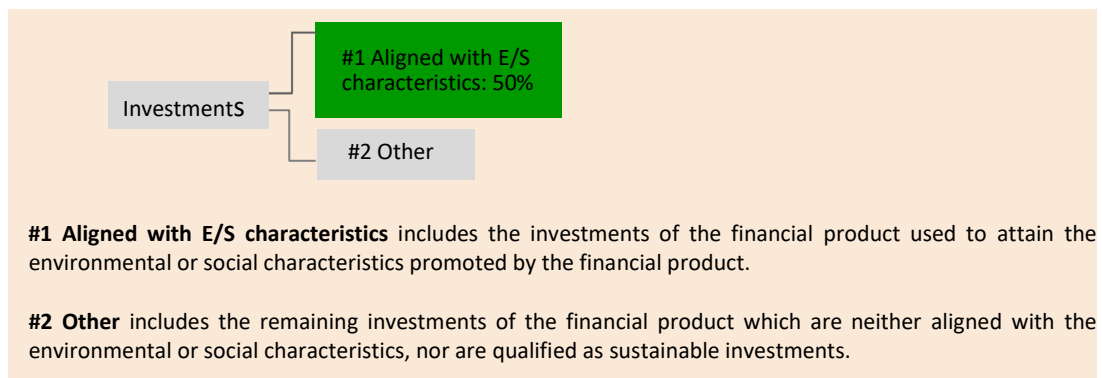 #1 Aligned with E/S
characteristics: 50%
Investments
#2 Other
#1 Aligned with E/S characteristics includes the investments of the financial product used to attain the
environmental or social characteristics promoted by the financial product.
#2 Other includes the remaining investments of the financial product which are neither aligned with the
environmental or social characteristics, nor are qualified as sustainable investments.